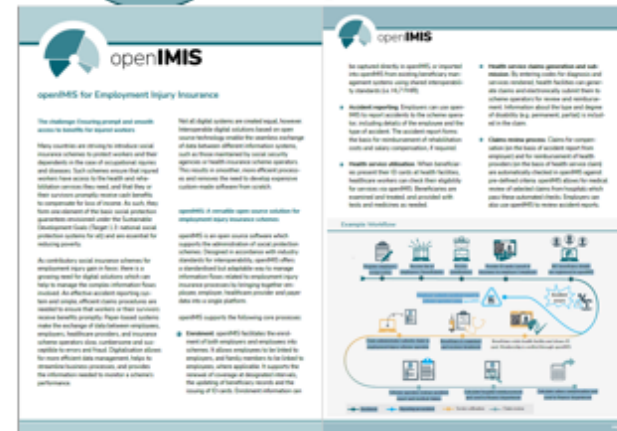 openIMIS
openIMIS for Employment Injury Insurance
The challenge: Ensuring prompt and smooth
access to benefits for injured workers
Many countries are striving to introduce social
insurance schemes to protect workers and their
dependents in the case of occupational injuries
and diseases. Such schemes ensure that injured
workers have access to the health and reha-
bilitation services they need, and that they or
their survivors promptly receive cash benefits
to compensate for loss of income. As such, they
form one element of the basic social protection
guarantees envisioned under the Sustainable
Development Goals (Target 1.3: national social
protection systems for all) and are essential for
reducing poverty.
As contributory social insurance schemes for
employment injury gain in force, there is a
growing need for digital solutions which can
help to manage the complex information flows
involved. An effective accident reporting sys-
tem and simple, efficient claims procedures are
needed to ensure that workers or their survivors
receive benefits promptly. Paper-based systems
make the exchange of data between employees,
employers, healthcare providers, and insurance
scheme operators slow, cumbersome and sus-
ceptible to errors and fraud. Digitalisation allows
for more efficient data management, helps to
streamline business processes, and provides
the information needed to monitor a scheme's
performance.
Not all digital systems are created equal, however.
Interoperable digital solutions based on open
source technology enable the seamless exchange
of data between different information systems,
such as those maintained by social security
agencies or health insurance scheme operators.
This results in smoother, more efficient process-
es and removes the need to develop expensive
custom-made software from scratch.
openIMIS: A versatile open source solution for
employment injury insurance schemes
openIMIS is an open source software which
supports the administration of social protection
schemes. Designed in accordance with industry
standards for interoperability, openIMIS offers
a standardised but adaptable way to manage
information flows related to employment injury
insurance processes by bringing together em-
ployee, employer, healthcare provider and payer
data into a single platform.
openIMIS supports the following core processes:
Enrolment: openIMIS facilitates the enrol-
ment of both employers and employees into
schemes. It allows employees to be linked to
employers, and family members to be linked to
employees, where applicable. It supports the
renewal of coverage at designated intervals,
the updating of beneficiary records and the
issuing of ID cards. Enrolment information can
openIMIS
be captured directly in openIMIS, or imported
into openIMIS from existing beneficiary man-
agement systems using shared interoperabil-
ity standards (i.e. HL7 FHIR).
Accident reporting: Employers can use open-
IMIS to report accidents to the scheme opera-
tor, including details of the employee and the
type of accident. The accident report forms
the basis for reimbursement of rehabilitation
costs and salary compensation, if required.
Health service utilisation: When beneficiar-
ies present their ID cards at health facilities,
healthcare workers can check their eligibility
for services via openIMIS. Beneficiaries are
examined and treated, and provided with
tests and medicines as needed.
Health service claims generation and sub-
mission: By entering codes for diagnosis and
services rendered, health facilities can gener-
ate claims and electronically submit them to
scheme operators for review and reimburse-
ment. Information about the type and degree
of disability (e.g. permanent, partial) is includ-
ed in the claim.
Claims review process: Claims for compen-
sation (on the basis of accident report from
employer) and for reimbursement of health
provider (on the basis of health service claim)
are automatically checked in openIMIS against
pre-defined criteria. openIMIS allows for medical
review of selected claims from hospitals which
pass these automated checks. Employers can
also use openIMIS to review accident reports.
Example Workflow